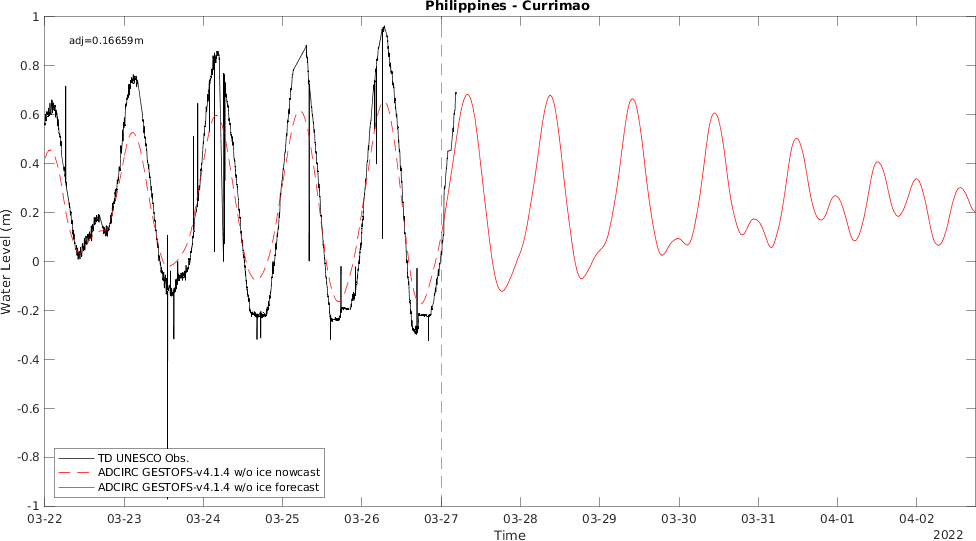 Philippines - Currimao
adj=0.16659m
1
0.8
0.6
0.4
0.2
0
-0.2
-0.4
-0.6
-0.8
-1
Water Level (m)
TD UNESCO Obs.
ADCIRC GESTOFS-v4.1.4 w/o ice nowcast
ADCIRC GESTOFS-v4.1.4 w/o ice forecast
03-22 03-23 03-24 03-25 03-26 03-27 03-28 03-29 03-30 03-31 04-01 04-02
Time
2022